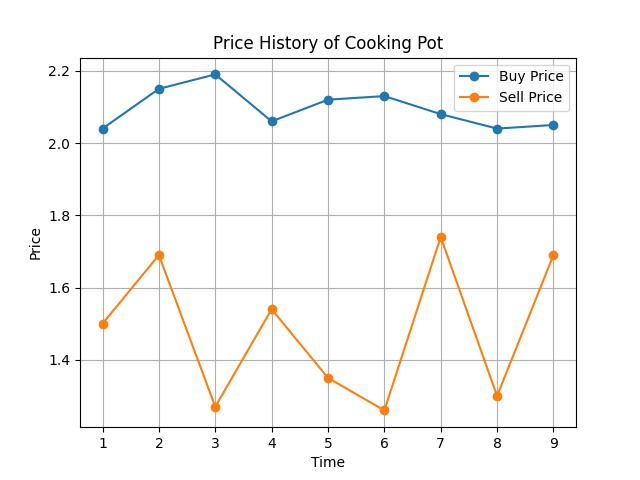 Price History of Cooking Pot
Buy Price
Sell Price
Price
2.2
2.0
1.8
1.6
1.4
1 2 3 4 5 6 7 8 9
Time